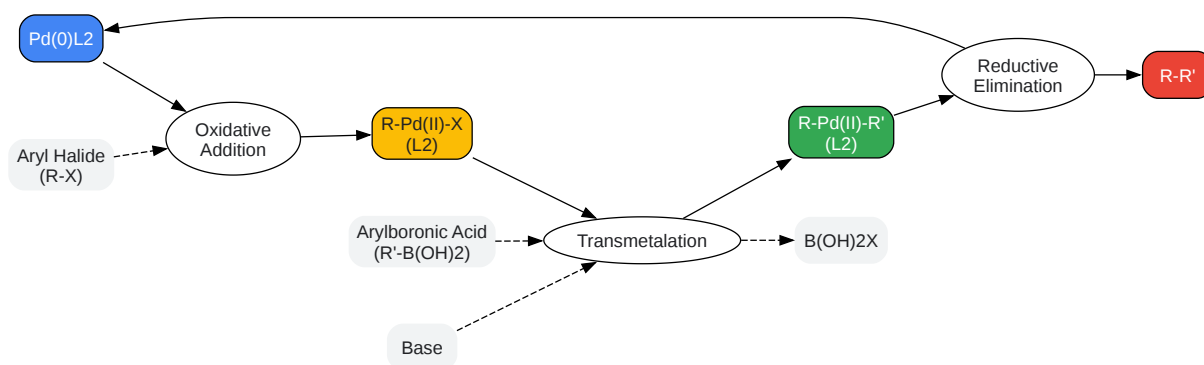 Pd(0)L2
Oxidative
Addition
Aryl Halide
(R-X)
R-Pd(II)-X
(L2)
Arylboronic Acid
(R'-B(OH)2)
Base
Transmetalation
B(OH)2X
R-Pd(II)-R'
(L2)
Reductive
Elimination
R-R'